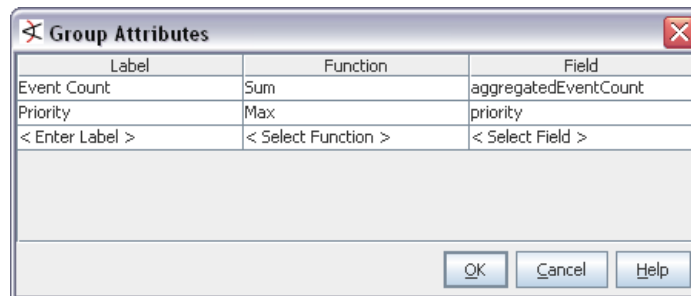 Group Attributes
Label Function Field
Event Count Sum aggregatedEventCount
Priority Max priority
< Enter Label > < Select Function > < Select Field >
OK Cancel Help